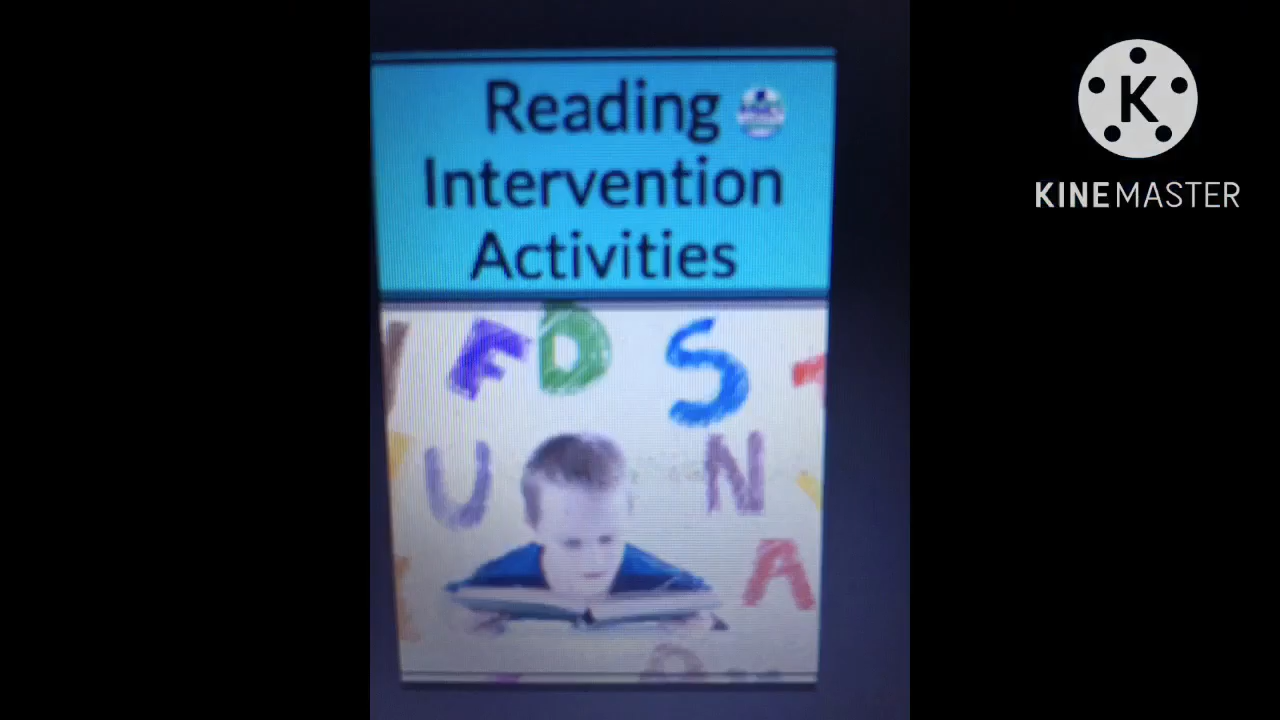 Reading
Intervention
Activities
F D S
U N
A
K
KINEMASTER